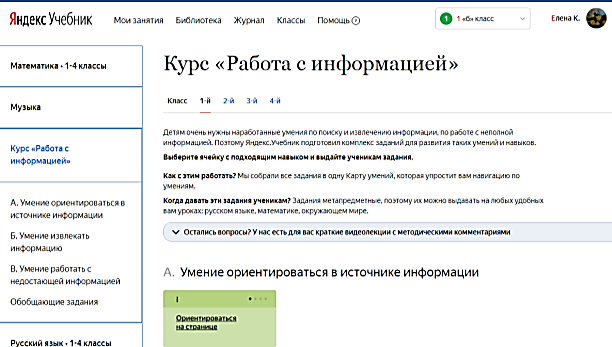 Яндекс Учебник
Мои занятия Библиотека Журнал Классы Помощь
1 1 «б» класс
Елена К.
Математика • 1-4 классы
Музыка
Курс «Работа с
информацией»
А. Умение ориентироваться в
источнике информации
Б. Умение извлекать
информацию
В. Умение работать с
недостающей информацией
Обобщающие задания
Русский язык • 1-4 классы
Курс «Работа с информацией»
Класс 1-й 2-й 3-й 4-й
Детям очень нужны наработанные умения по поиску и извлечению информации, по работе с неполной
информацией. Поэтому Яндекс.Учебник подготовил комплекс заданий для развития таких умений и навыков.
Выберите ячейку с подходящим навыком и выдайте ученикам задания.
Как с этим работать? Мы собрали все задания в одну Карту умений, которая упростит вам навигацию по
умениям.
Когда давать эти задания ученикам? Задания метапредметные, поэтому их можно выдавать на любых удобных
вам уроках: русском языке, математике, окружающем мире.
Остались вопросы? У нас есть для вас краткие видеолекции с методическими комментариями
А. Умение ориентироваться в источнике информации
I
Ориентироваться
на странице